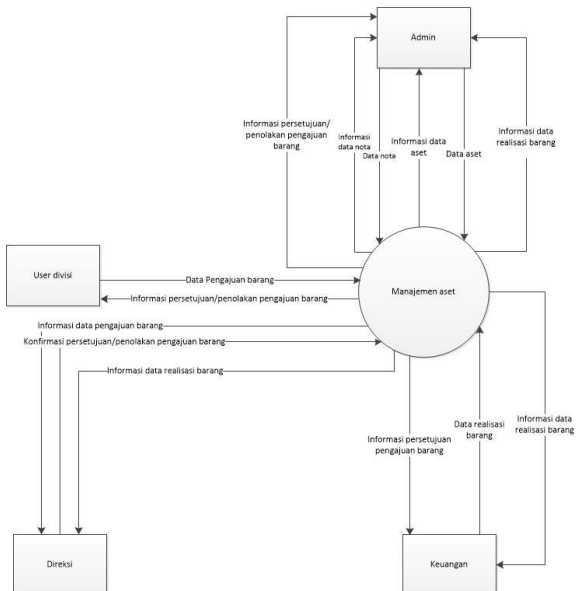 Admin
Informasi persetujuan/
penolakan pengajuan
barang
Informasi
data nota
Data nota
Informasi data
aset
Data aset
Informasi data
realisasi barang
User divisi
Data Pengajuan barang
Informasi persetujuan/penolakan pengajuan barang
Manajemen aset
Informasi data pengajuan barang
Konfirmasi persetujuan/penolakan pengajuan barang
Informasi data realisasi barang
Informasi persetujuan
pengajuan barang
Data realisasi
barang
Informasi data
realisasi barang
Direksi
Keuangan